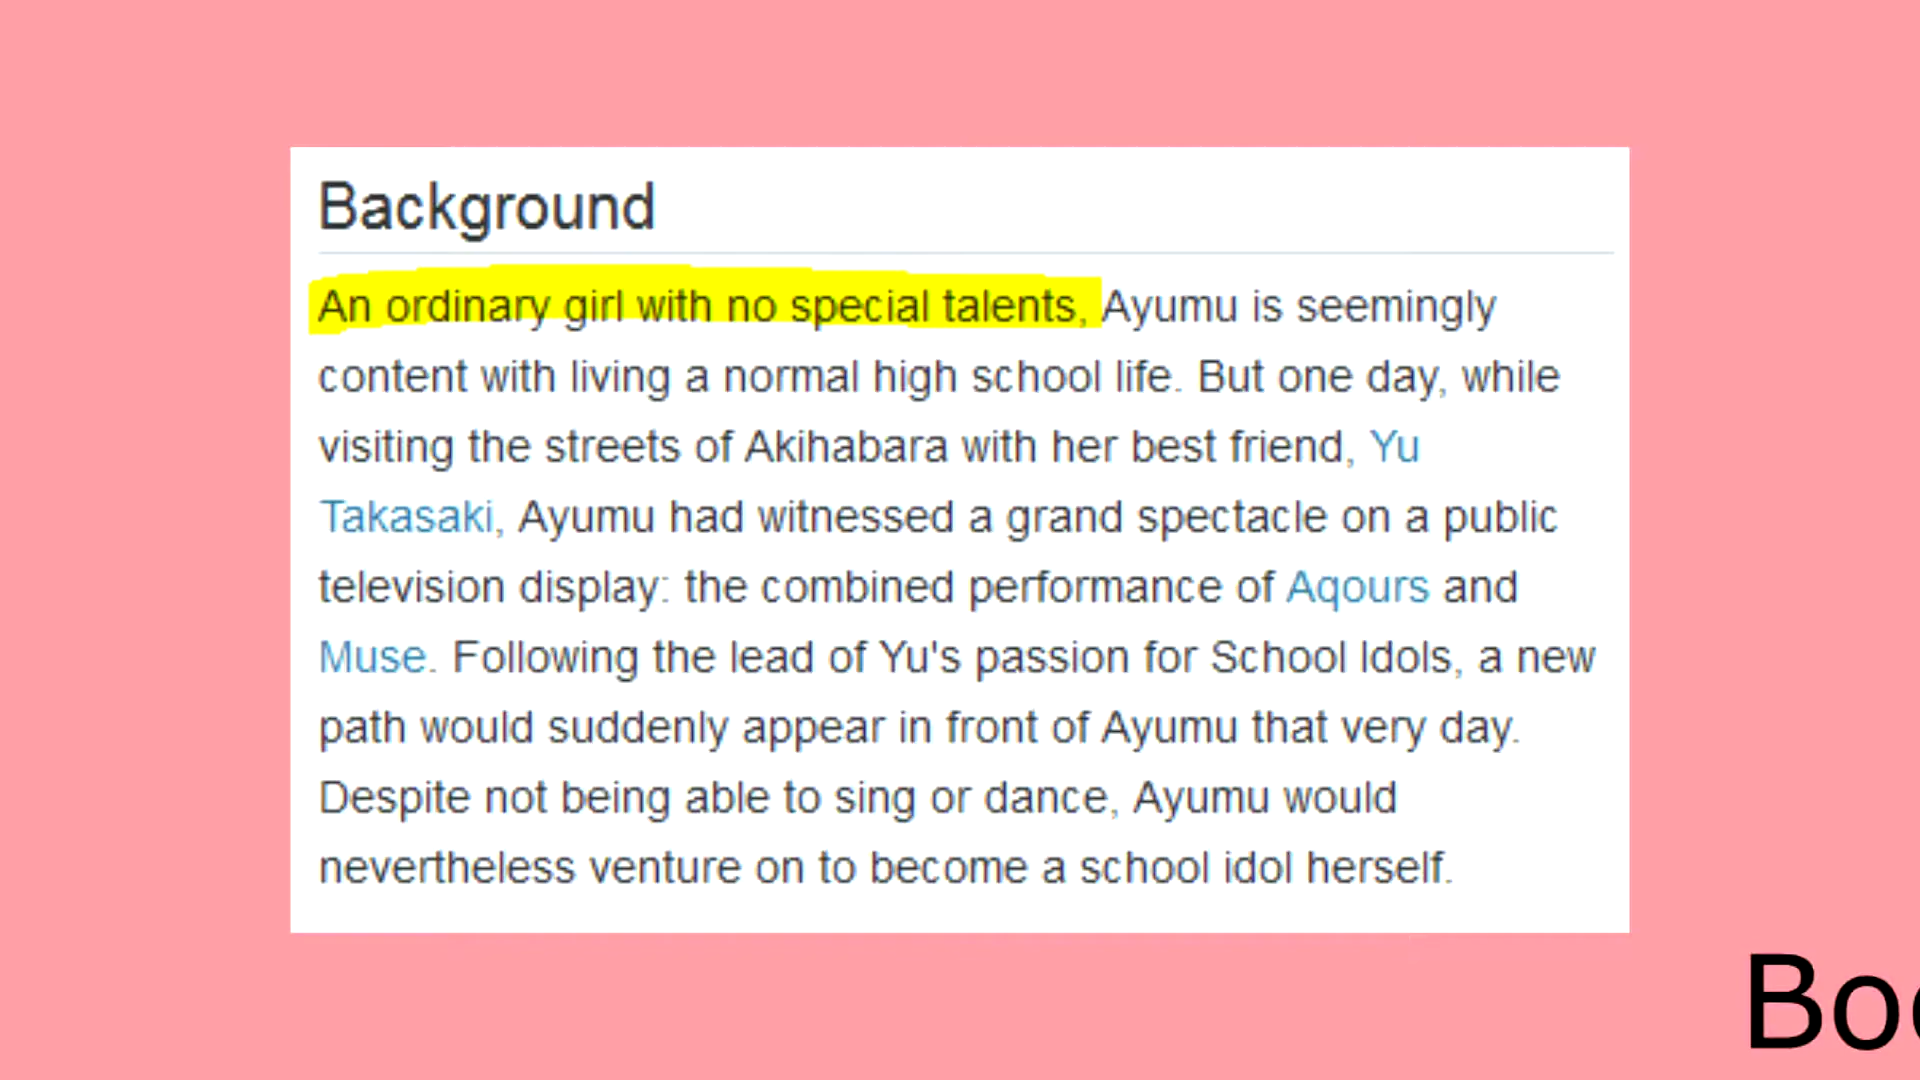 Background
An ordinary girl with no special talents, Ayumu is seemingly
content with living a normal high school life. But one day, while
visiting the streets of Akihabara with her best friend, Yu
Takasaki, Ayumu had witnessed a grand spectacle on a public
television display: the combined performance of Aqours and
Muse. Following the lead of Yu's passion for School Idols, a new
path would suddenly appear in front of Ayumu that very day.
Despite not being able to sing or dance, Ayumu would
nevertheless venture on to become a school idol herself.